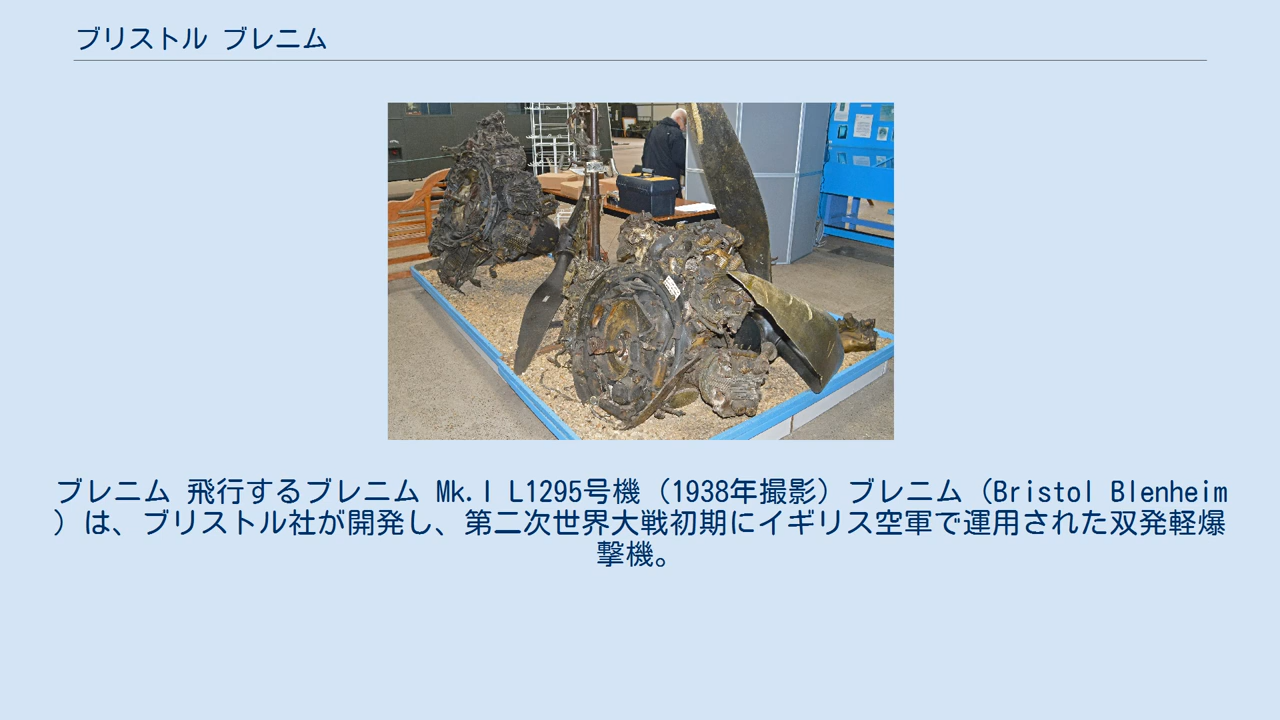 ブリストル ブレニム
ブレニム 飛行するブレニム Mk.I L1295号機（1938年撮影）ブレニム（Bristol Blenheim
）は、ブリストル社が開発し、第二次世界大戦初期にイギリス空軍で運用された双発軽爆
撃機。